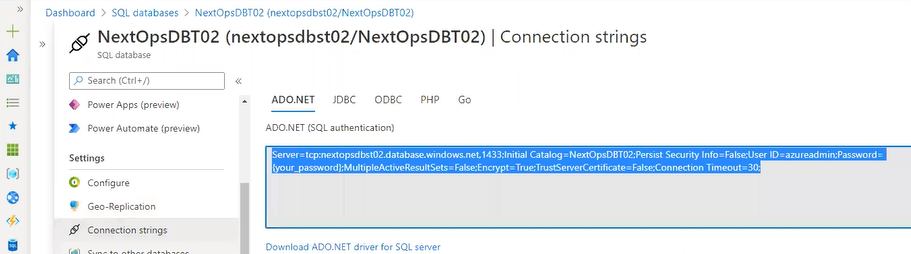 »
Dashboard > SQL databases > NextOpsDBT02 (nextopsdbst02/NextOpsDBT02)
NextOpsDBT02 (nextopsdbst02/NextOpsDBT02) | Connection strings
SQL database
»
Search (Ctrl+/)
«
Power Apps (preview)
Power Automate (preview)
Settings
Configure
Geo-Replication
Connection strings
Sync to other databases
ADO.NET JDBC ODBC PHP Go
ADO.NET (SQL authentication)
Server=tcp:nextopsdbst02.database.windows.net,1433;Initial Catalog=NextOpsDBT02;Persist Security Info=False;User ID=azureadmin;Password=
{your_password};MultipleActiveResultSets=False;Encrypt=True;TrustServerCertificate=False;Connection Timeout=30;
Download ADO.NET driver for SQL server